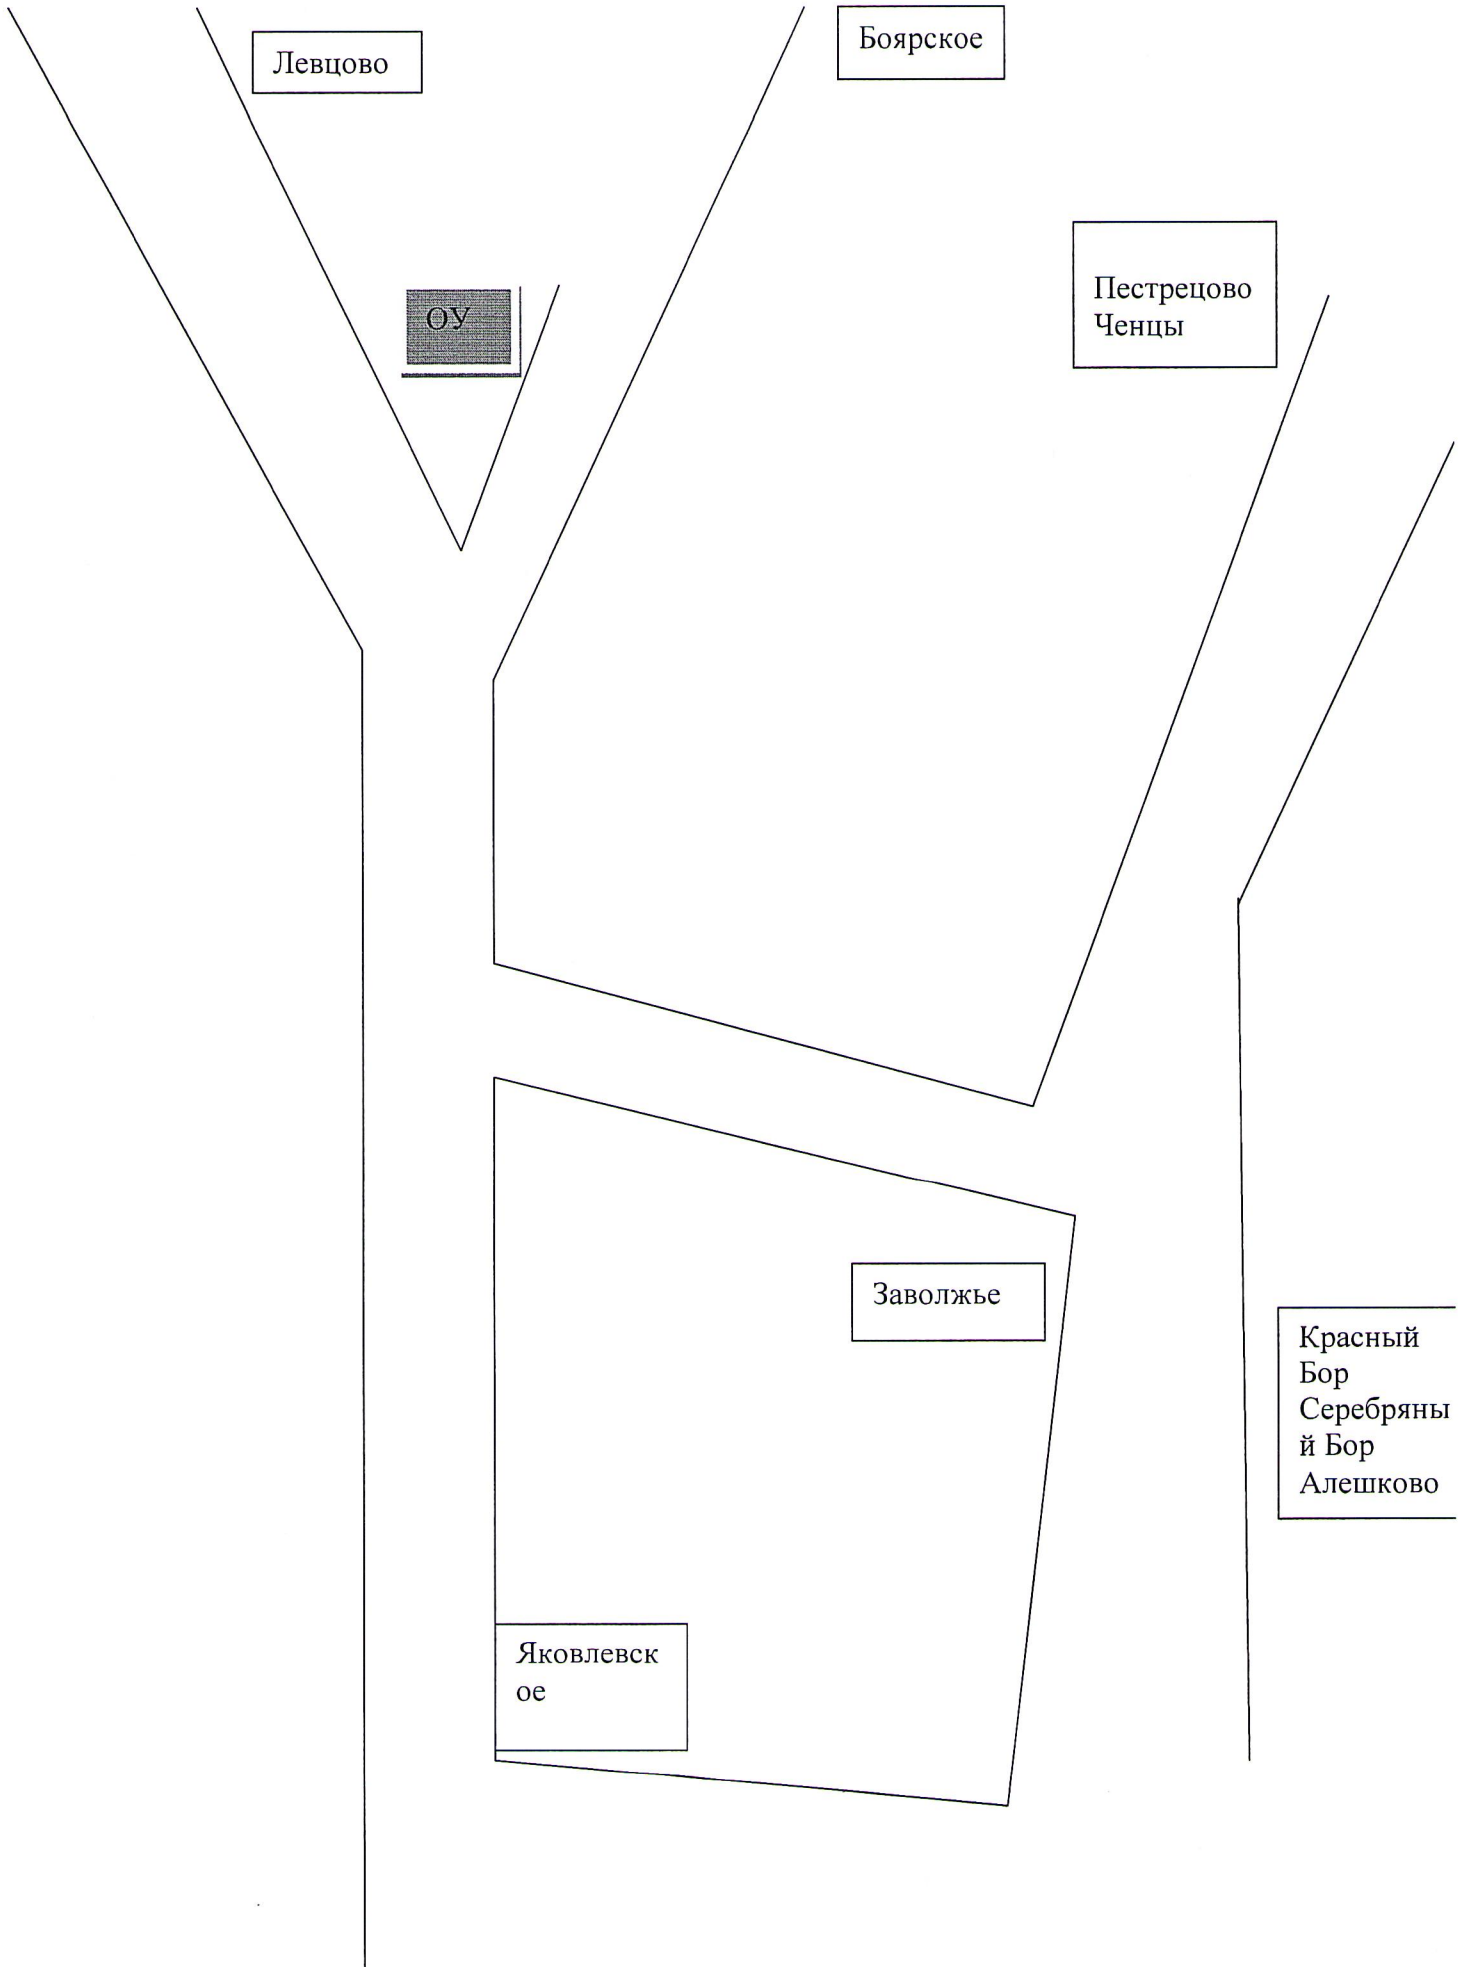 Левцово
Боярское
ОУ
Пестрецово
Ченцы
Заволжье
Красный
Бор
Серебряны
й Бор
Алешково
Яковлевск
ое